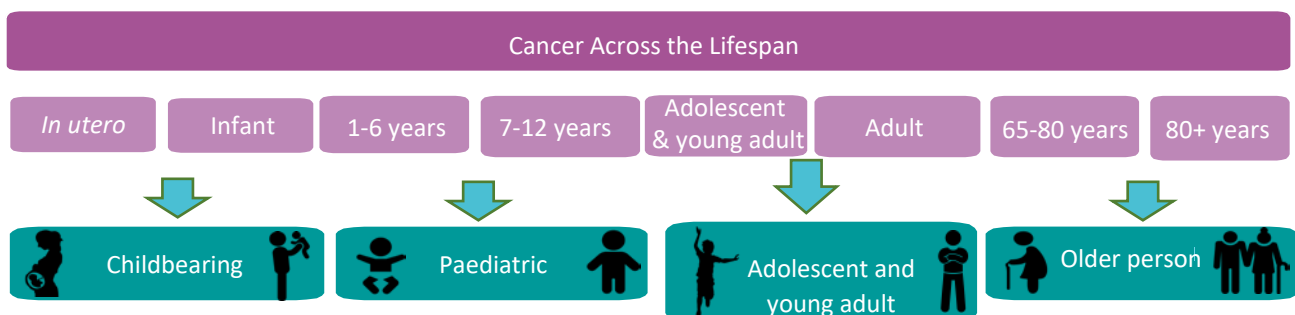 Cancer Across the Lifespan
In utero
Infant
1-6 years
7-12 years
Adolescent
& young adult
Adult
65-80 years
80+ years
Childbearing
Paediatric
Adolescent and
young adult
Older person